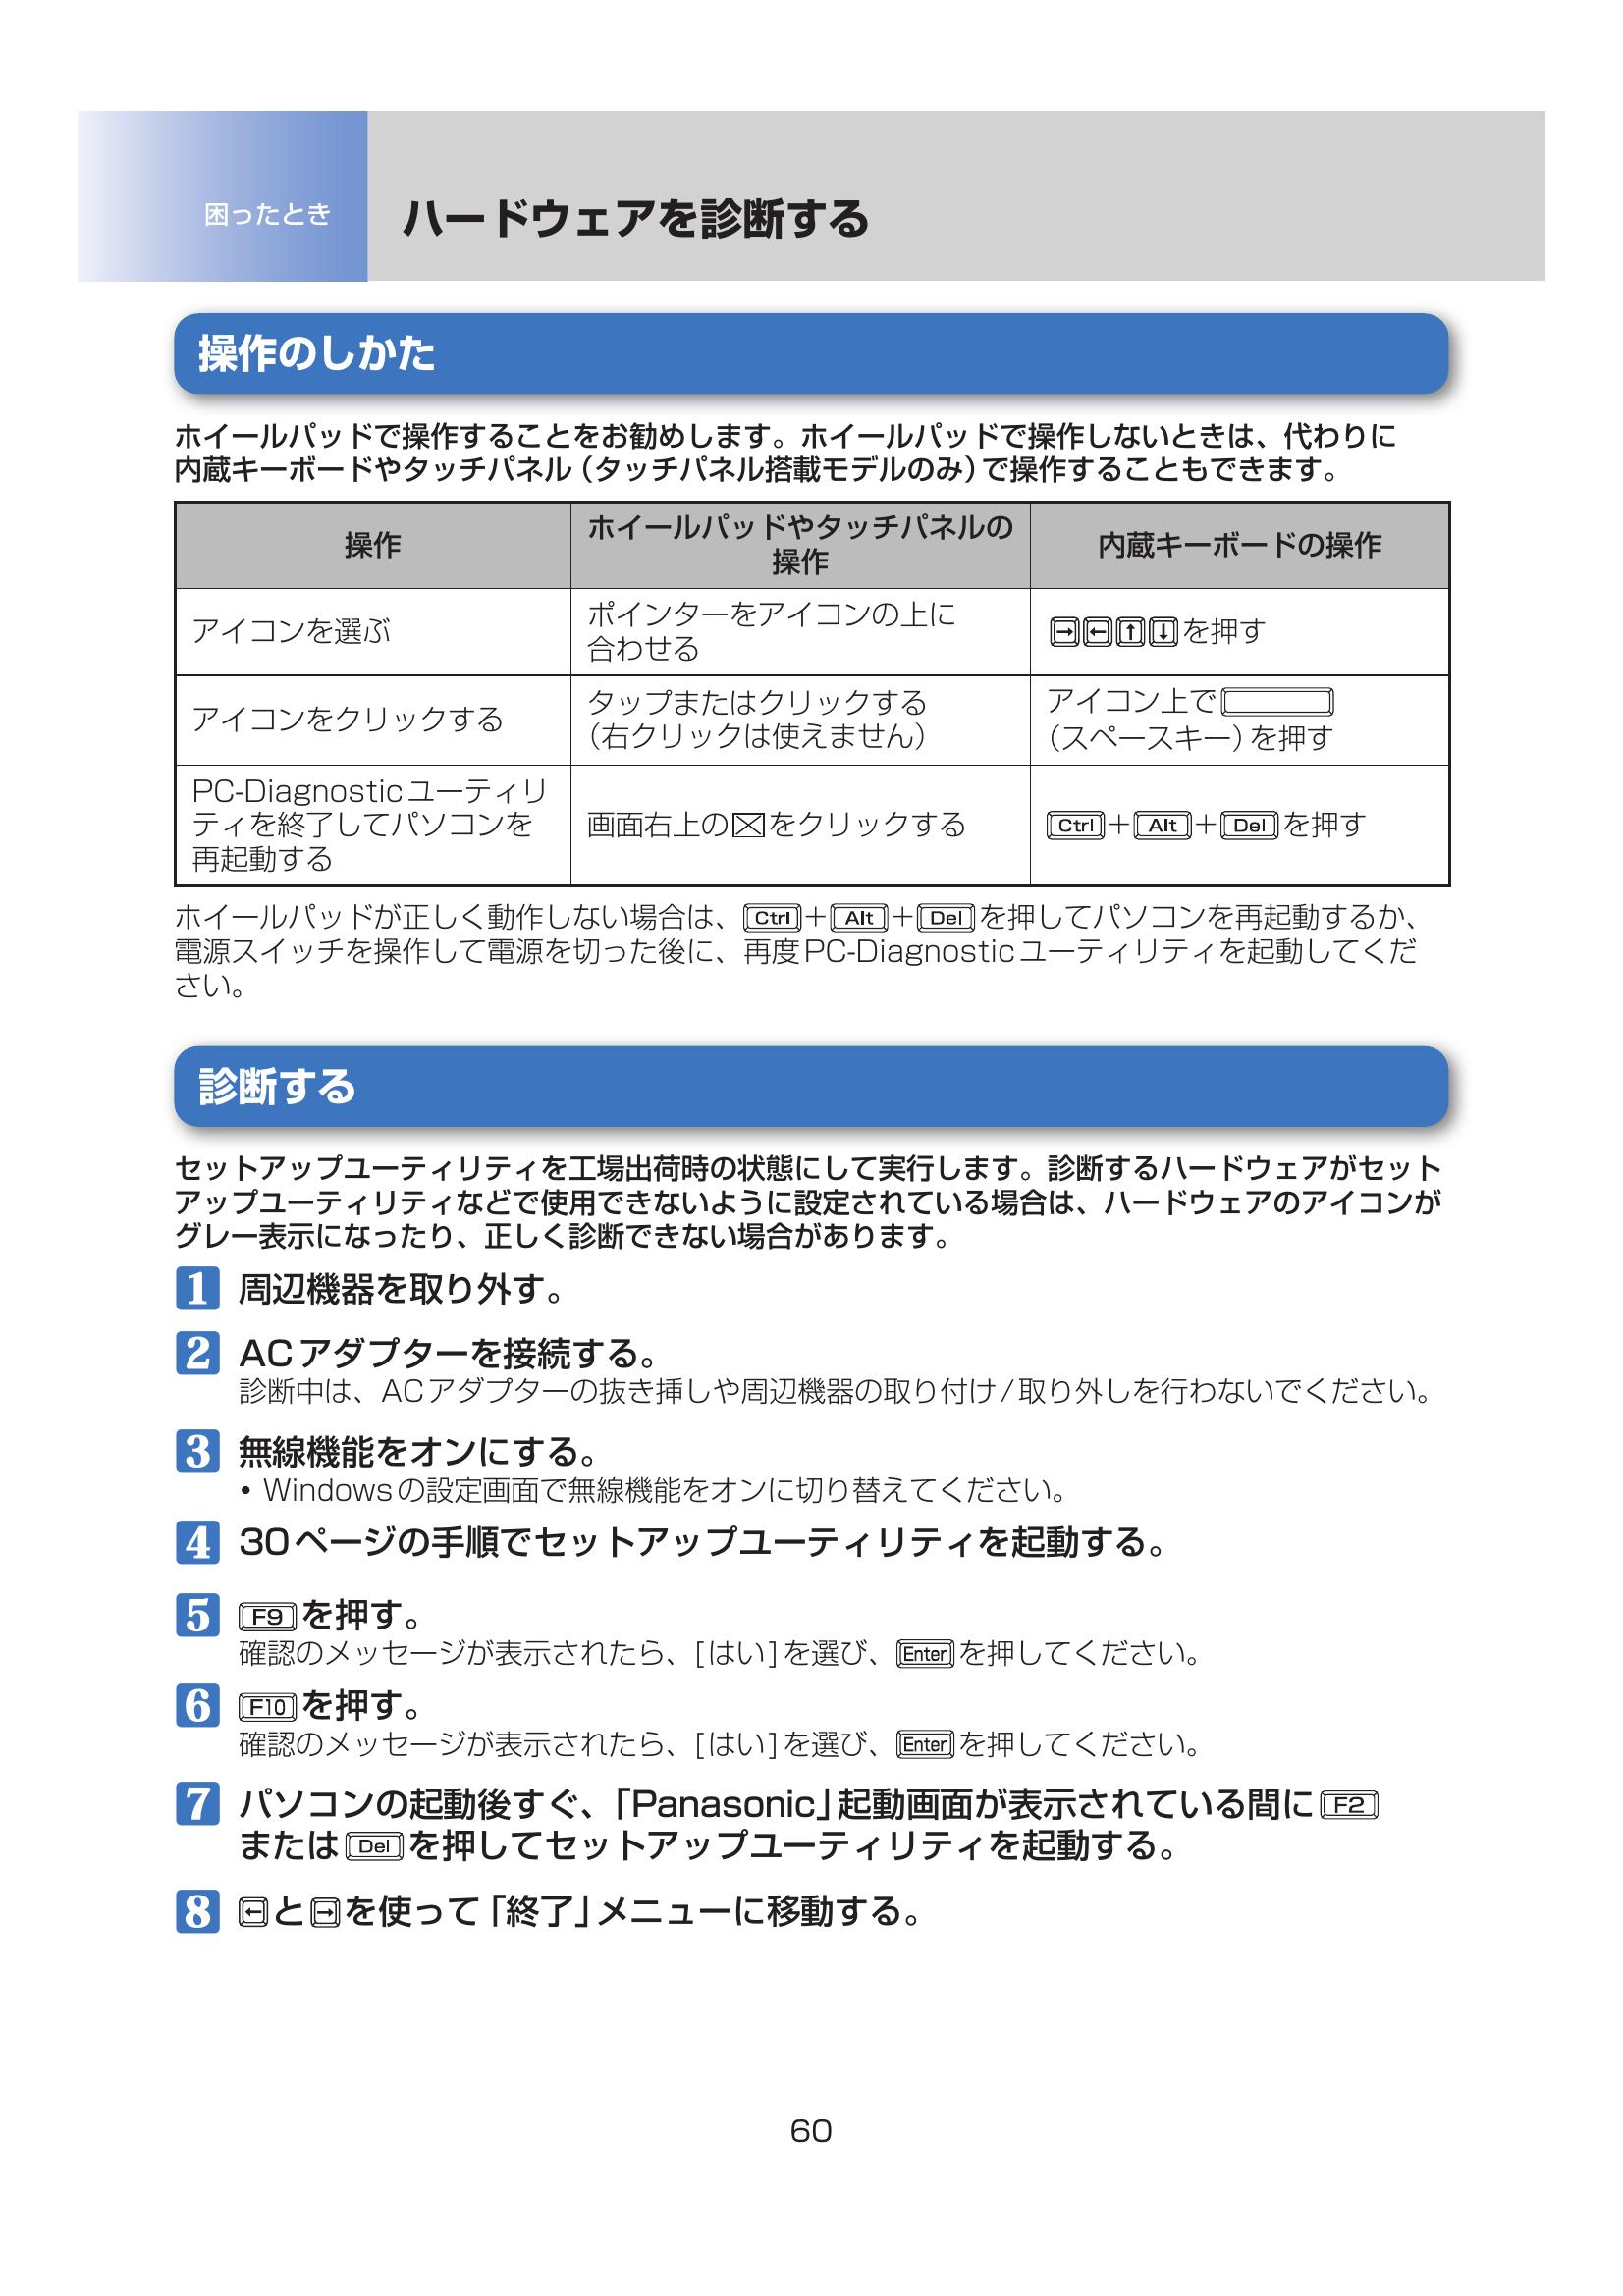 困ったとき
ハードウェアを診断する
操作のしかた
ホイールパッドで操作することをお勧めします。ホイールパッドで操作しないときは、代わりに
内蔵キーボードやタッチパネル（タッチパネル搭載モデルのみ）で操作することもできます。
操作
ホイールパッドやタッチパネルの
操作
内蔵キーボードの操作
アイコンを選ぶ
ポインターをアイコンの上に
合わせる
→←↑↓を押す
アイコンをクリックする
タップまたはクリックする
（右クリックは使えません）
アイコン上で
（スペースキー）を押す
PC-Diagnosticユーティリ
ティを終了してパソコンを
再起動する
画面右上の☒をクリックする
Ctrl＋Alt＋Delを押す
ホイールパッドが正しく動作しない場合は、Ctrl＋Alt＋Delを押してパソコンを再起動するか、
電源スイッチを操作して電源を切った後に、再度PC-Diagnosticユーティリティを起動してくだ
さい。
診断する
セットアップユーティリティを工場出荷時の状態にして実行します。診断するハードウェアがセット
アップユーティリティなどで使用できないように設定されている場合は、ハードウェアのアイコンが
グレー表示になったり、正しく診断できない場合があります。
1 周辺機器を取り外す。
2 ACアダプターを接続する。
診断中は、ACアダプターの抜き挿しや周辺機器の取り付け/取り外しを行わないでください。
3 無線機能をオンにする。
• Windowsの設定画面で無線機能をオンに切り替えてください。
4 30ページの手順でセットアップユーティリティを起動する。
5 F9を押す。
確認のメッセージが表示されたら、[はい]を選び、Enterを押してください。
6 F10を押す。
確認のメッセージが表示されたら、[はい]を選び、Enterを押してください。
7 パソコンの起動後すぐ、「Panasonic」起動画面が表示されている間にF2
またはDelを押してセットアップユーティリティを起動する。
8 ←と→を使って「終了」メニューに移動する。
60